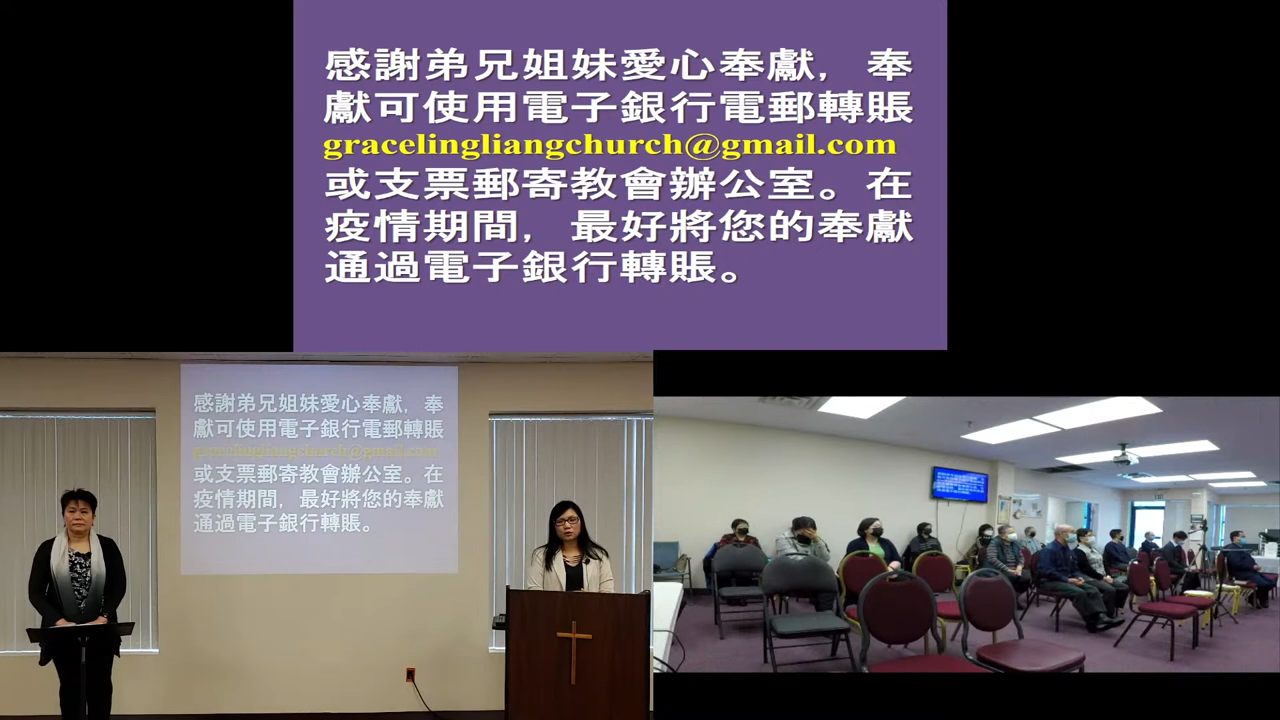 感謝弟兄姐妹愛心奉獻，奉
獻可使用電子銀行電郵轉賬
gracelingliangchurch@gmail.com
或支票郵寄教會辦公室。在
疫情期間，最好將您的奉獻
通過電子銀行轉賬。
感謝弟兄姐妹愛心奉獻，奉
獻可使用電子銀行電郵轉賬
gracelingliangchurch@gmail.com
或支票郵寄教會辦公室。在
疫情期間，最好將您的奉獻
通過電子銀行轉賬。